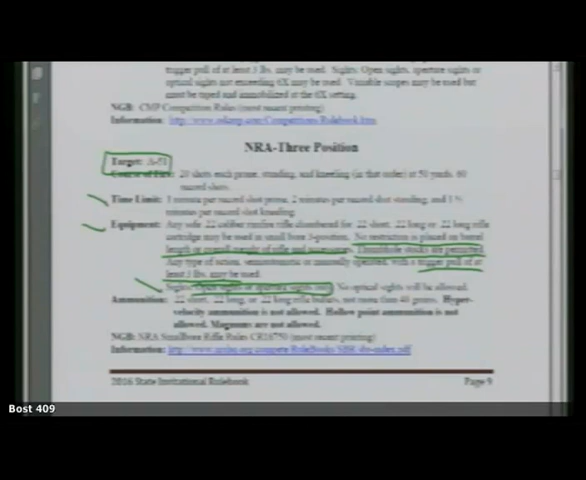 trigger pull of at least 3 lbs. may be used. Sights: Open sights, aperture sights or
optical sights not exceeding 6X may be used. Variable scopes may be used but
must be taped and immobilized at the 6X setting.
NGB: CMP Competition Rules (most recent printing)
Information:
NRA-Three Position
Target: A-51
Course of Fire: 20 shots each prone, standing, and kneeling (in that order) at 50 yards. 60
record shots.
Time Limit: 1 minute per record shot prone, 2 minutes per record shot standing, and 1 ½
minutes per record shot kneeling.
Equipment: Any safe .22 caliber rimfire rifle chambered for .22 short, .22 long or .22 long rifle
cartridge may be used in small bore 3-position. No restriction is placed on barrel
length or overall weight of rifle and accessories. Thumbhole stocks are permitted.
Any type of action, semiautomatic or manually operated, with a trigger pull of at
least 3 lbs. may be used.
Sights: Open sights or aperture sights only. No optical sights will be allowed.
Ammunition: .22 short, .22 long, or .22 long rifle bullets, not more than 40 grains. Hyper-
velocity ammunition is not allowed. Hollow point ammunition is not
allowed. Magnums are not allowed.
NGB: NRA Smallbore Rifle Rules CR16750 (most recent printing)
Information:
2016 State Invitational Rulebook Page 9
Bost 409